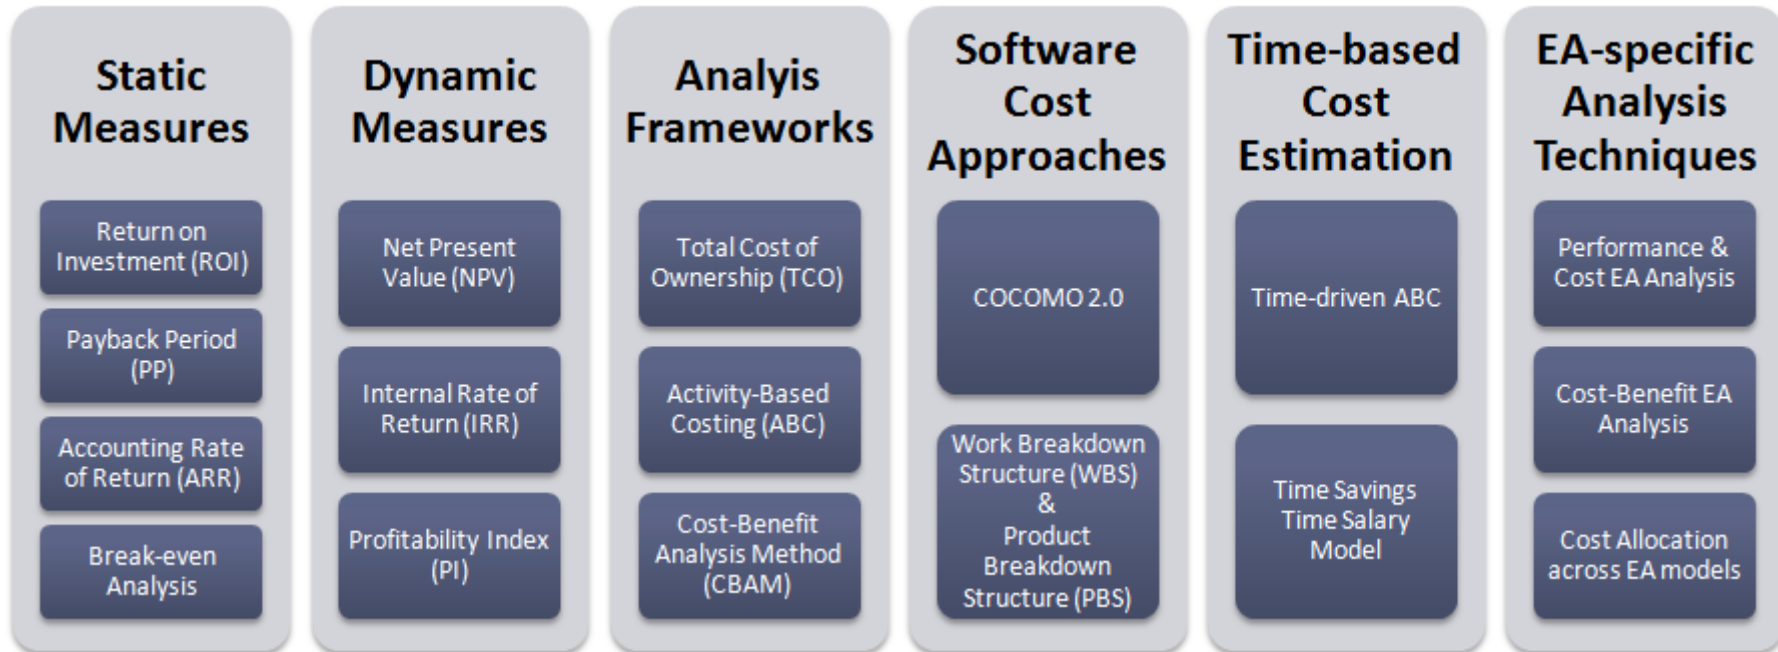 Static
Measures
Return on
Investment (ROI)
Payback Period
(PP)
Accounting Rate
of Return (ARR)
Break-even
Analysis
Dynamic
Measures
Net Present
Value (NPV)
Internal Rate of
Return (IRR)
Profitability Index
(PI)
Analyis
Frameworks
Total Cost of
Ownership (TCO)
Activity-Based
Costing (ABC)
Cost-Benefit
Analysis Method
(CBAM)
Software
Cost
Approaches
COCOMO 2.0
Work Breakdown
Structure (WBS)
&
Product
Breakdown
Structure (PBS)
Time-based
Cost
Estimation
Time-driven ABC
Time Savings
Time Salary
Model
EA-specific
Analysis
Techniques
Performance &
Cost EA Analysis
Cost-Benefit EA
Analysis
Cost Allocation
across EA models